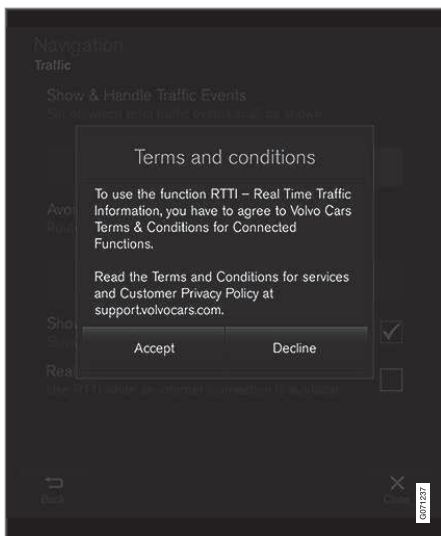 Navigation
Traffic
Show & Handle Traffic Events
Terms and conditions
To use the function RTTI – Real Time Traffic
Information, you have to agree to Volvo Cars
Terms & Conditions for Connected
Functions.
Read the Terms and Conditions for services
and Customer Privacy Policy at
support.volvocars.com.
Accept
Decline
Back
Close
G071237